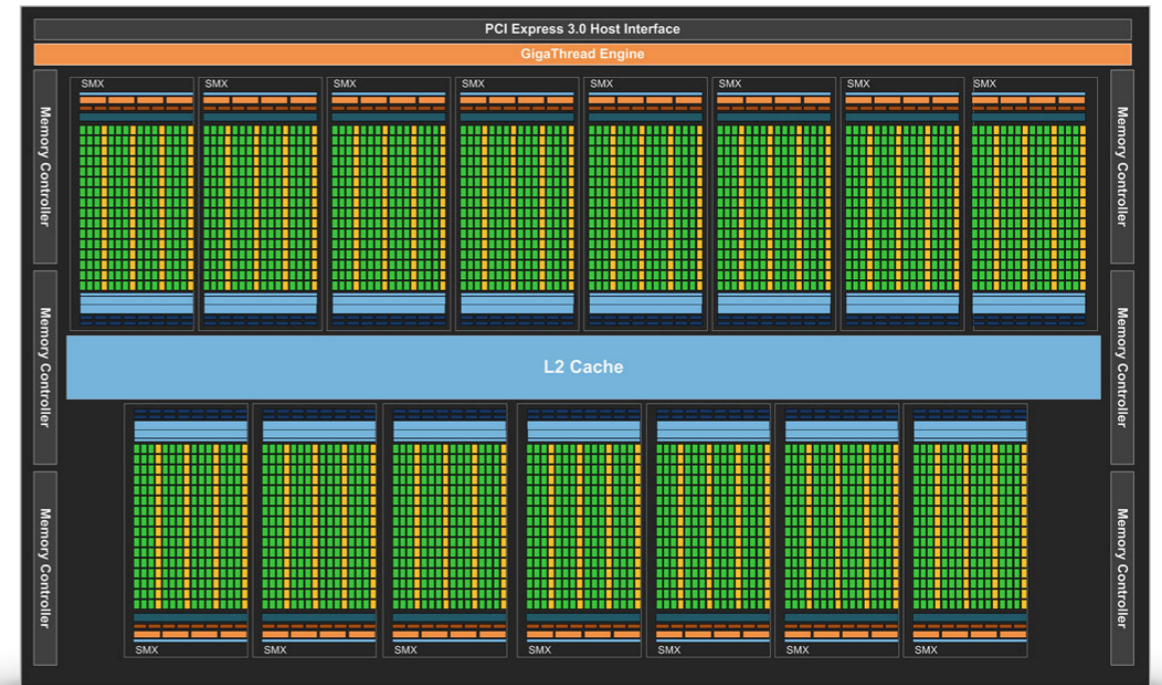 PCI Express 3.0 Host Interface
GigaThread Engine
SMX
SMX
SMX
SMX
SMX
SMX
SMX
SMX
Memory Controller
Memory Controller
L2 Cache
Memory Controller
Memory Controller
Memory Controller
Memory Controller
SMX
SMX
SMX
SMX
SMX
SMX
SMX